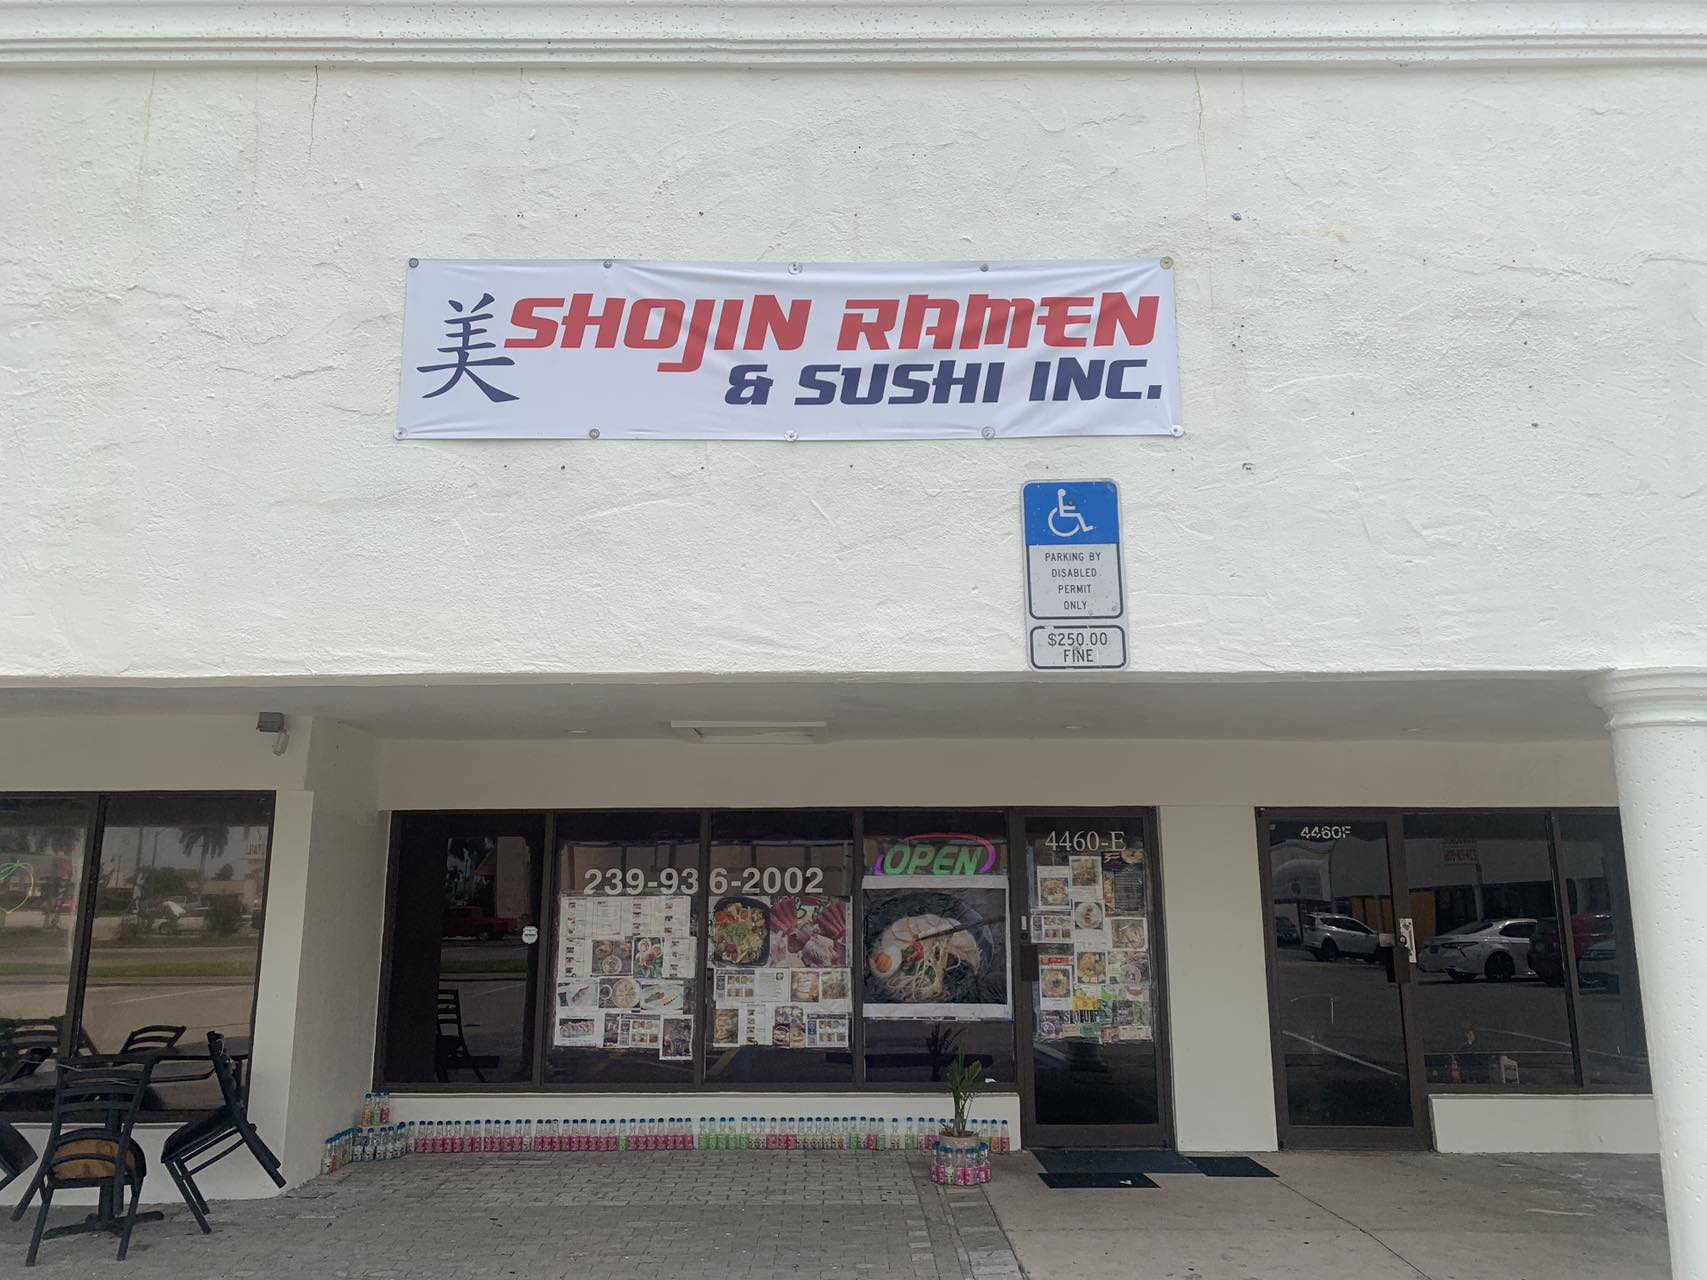 美 SHOJIN RAMEN
& SUSHI INC.
PARKING BY
DISABLED
PERMIT
ONLY
$250.00
FINE
239-936-2002
OPEN
4460-E
4460F